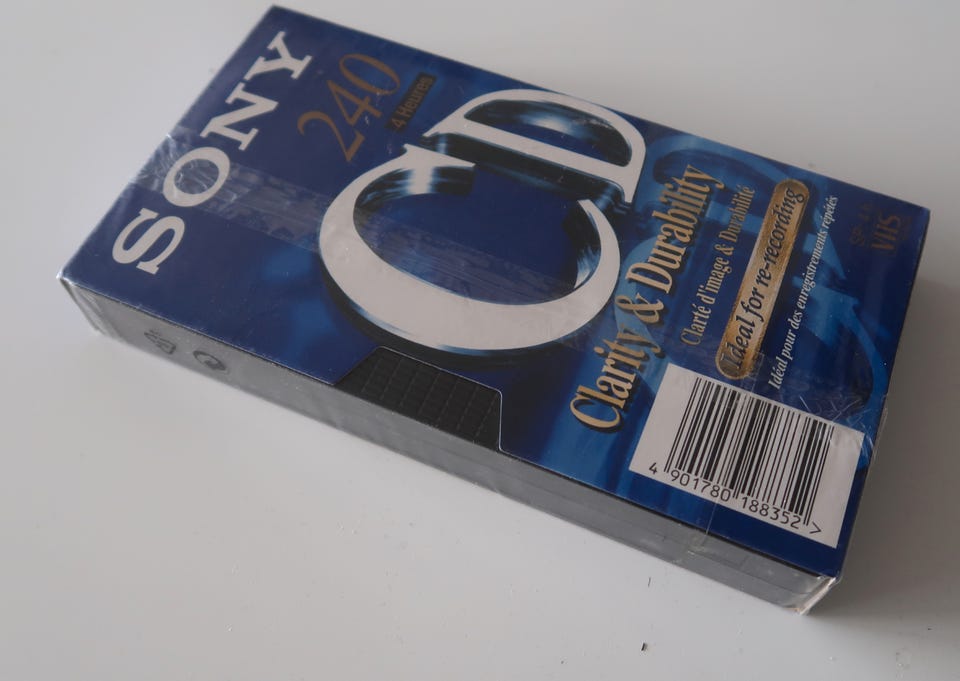 SONY
240
4 Heures
CD
Clarity & Durability
Clarté d'image & Durabilité
Ideal for re-recording
Idéal pour des enregistrements répétés
VHS
4 901780 188352 >